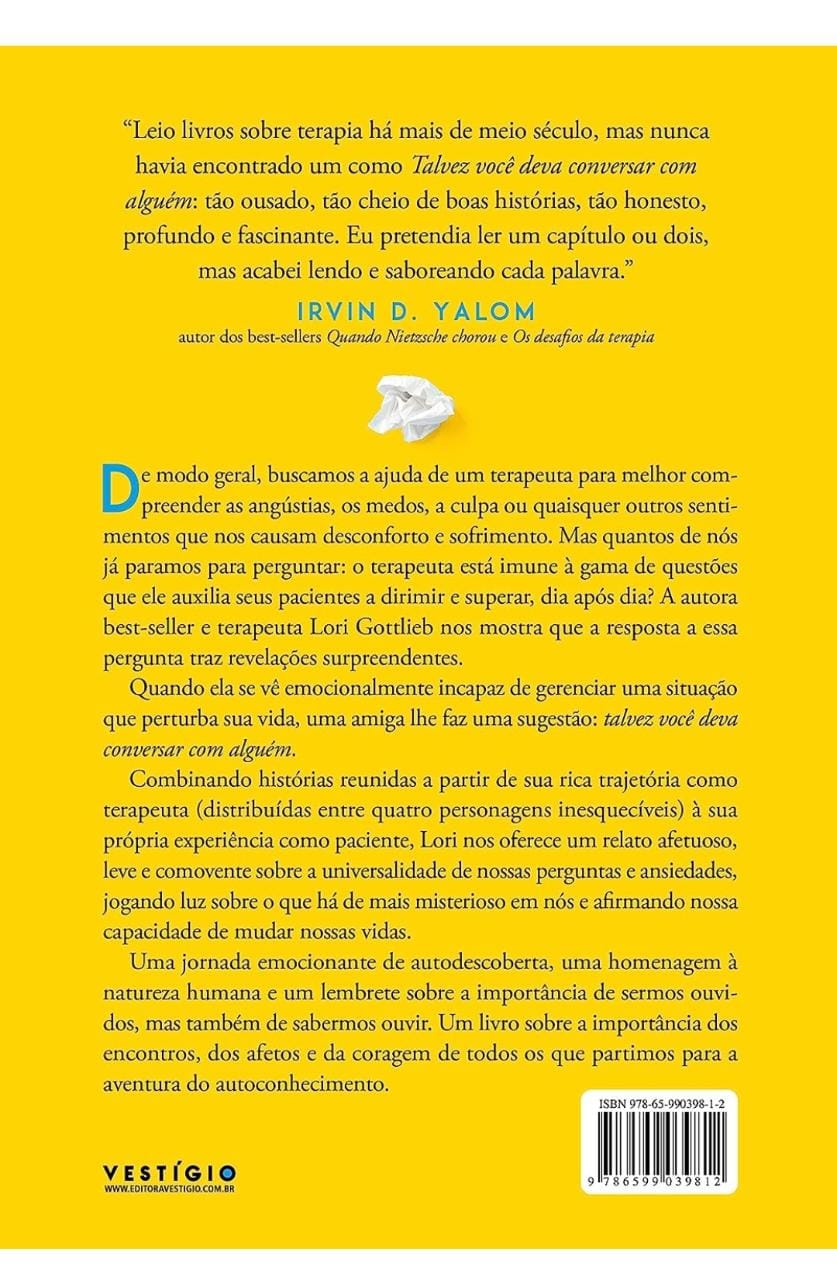 “Leio livros sobre terapia há mais de meio século, mas nunca
havia encontrado um como Talvez você deva conversar com
alguém: tão ousado, tão cheio de boas histórias, tão honesto,
profundo e fascinante. Eu pretendia ler um capítulo ou dois,
mas acabei lendo e saboreando cada palavra.”
IRVIN D. YALOM
autor dos best-sellers Quando Nietzsche chorou e Os desafios da terapia
De modo geral, buscamos a ajuda de um terapeuta para melhor com-
preender as angústias, os medos, a culpa ou quaisquer outros senti-
mentos que nos causam desconforto e sofrimento. Mas quantos de nós
já paramos para perguntar: o terapeuta está imune à gama de questões
que ele auxilia seus pacientes a dirimir e superar, dia após dia? A autora
best-seller e terapeuta Lori Gottlieb nos mostra que a resposta a essa
pergunta traz revelações surpreendentes.
Quando ela se vê emocionalmente incapaz de gerenciar uma situação
que perturba sua vida, uma amiga lhe faz uma sugestão: talvez você deva
conversar com alguém.
Combinando histórias reunidas a partir de sua rica trajetória como
terapeuta (distribuídas entre quatro personagens inesquecíveis) à sua
própria experiência como paciente, Lori nos oferece um relato afetuoso,
leve e comovente sobre a universalidade de nossas perguntas e ansiedades,
jogando luz sobre o que há de mais misterioso em nós e afirmando nossa
capacidade de mudar nossas vidas.
Uma jornada emocionante de autodescoberta, uma homenagem à
natureza humana e um lembrete sobre a importância de sermos ouvi-
dos, mas também de sabermos ouvir. Um livro sobre a importância dos
encontros, dos afetos e da coragem de todos os que partimos para a
aventura do autoconhecimento.
ISBN 978-65-990398-1-2
9 786599 039812
VESTÍGIO
WWW.EDITORAVESTIGIO.COM.BR